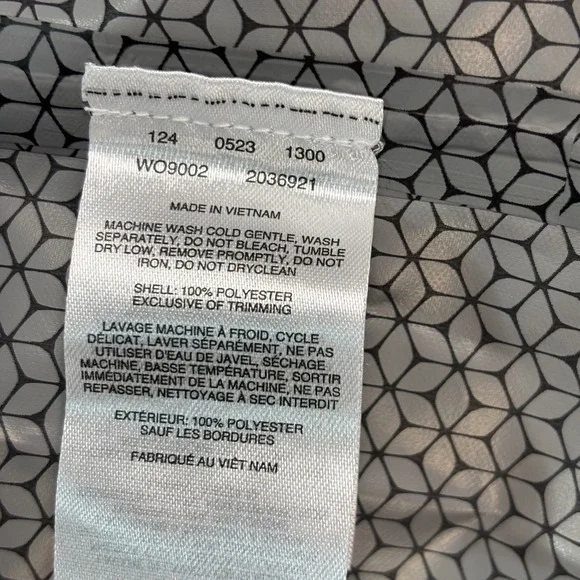 124 0523 1300
WO9002 2036921
MADE IN VIETNAM
MACHINE WASH COLD GENTLE, WASH
SEPARATELY, DO NOT BLEACH, TUMBLE
DRY LOW, REMOVE PROMPTLY, DO NOT
IRON, DO NOT DRYCLEAN
SHELL: 100% POLYESTER
EXCLUSIVE OF TRIMMING
LAVAGE MACHINE À FROID, CYCLE
DÉLICAT, LAVER SÉPARÉMENT, NE PAS
UTILISER D'EAU DE JAVEL, SÉCHAGE
MACHINE, BASSE TEMPÉRATURE, SORTIR
IMMÉDIATEMENT DE LA MACHINE, NE PAS
REPASSER, NETTOYAGE À SEC INTERDIT
EXTÉRIEUR: 100% POLYESTER
SAUF LES BORDURES
FABRIQUÉ AU VIÊT NAM